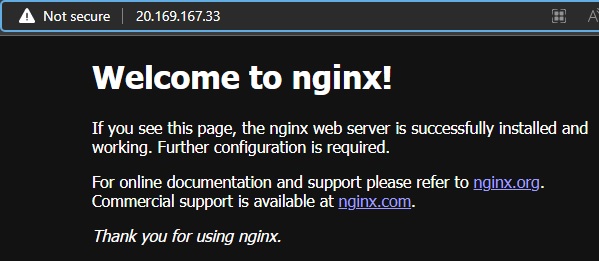 Not secure 20.169.167.33
Welcome to nginx!
If you see this page, the nginx web server is successfully installed and
working. Further configuration is required.
For online documentation and support please refer to nginx.org.
Commercial support is available at nginx.com.
Thank you for using nginx.